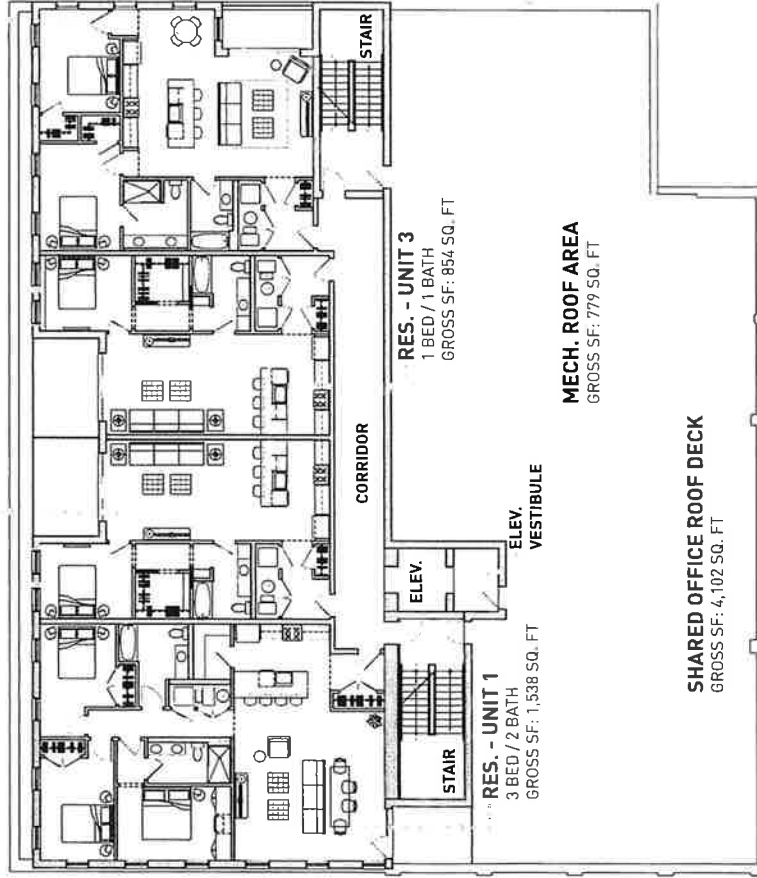 STAIR
RES. - UNIT 3
1 BED / 1 BATH
GROSS SF: 854 SQ. FT
MECH. ROOF AREA
GROSS SF: 779 SQ. FT
CORRIDOR
ELEV.
ELEV.
VESTIBULE
SHARED OFFICE ROOF DECK
GROSS SF: 4,102 SQ. FT
RES. - UNIT 1
3 BED / 2 BATH
GROSS SF: 1,538 SQ. FT
STAIR